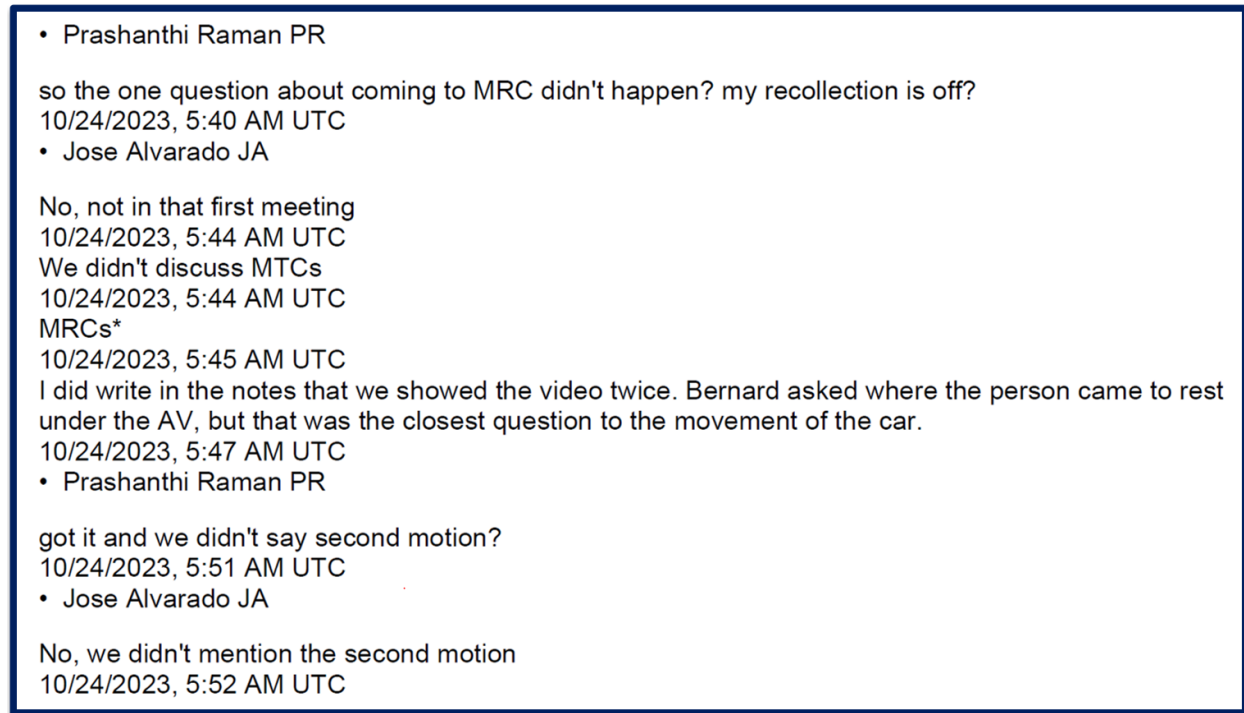 • Prashanthi Raman PR
so the one question about coming to MRC didn't happen? my recollection is off?
10/24/2023, 5:40 AM UTC
• Jose Alvarado JA
No, not in that first meeting
10/24/2023, 5:44 AM UTC
We didn't discuss MTCs
10/24/2023, 5:44 AM UTC
MRCs*
10/24/2023, 5:45 AM UTC
I did write in the notes that we showed the video twice. Bernard asked where the person came to rest
under the AV, but that was the closest question to the movement of the car.
10/24/2023, 5:47 AM UTC
• Prashanthi Raman PR
got it and we didn't say second motion?
10/24/2023, 5:51 AM UTC
• Jose Alvarado JA
No, we didn't mention the second motion
10/24/2023, 5:52 AM UTC